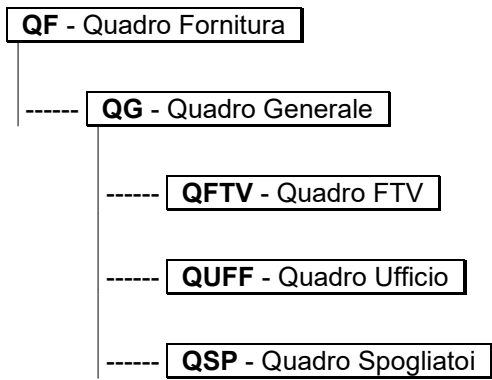 QF - Quadro Fornitura
------ QG - Quadro Generale
------ QFTV - Quadro FTV
------ QUFF - Quadro Ufficio
------ QSP - Quadro Spogliatoi